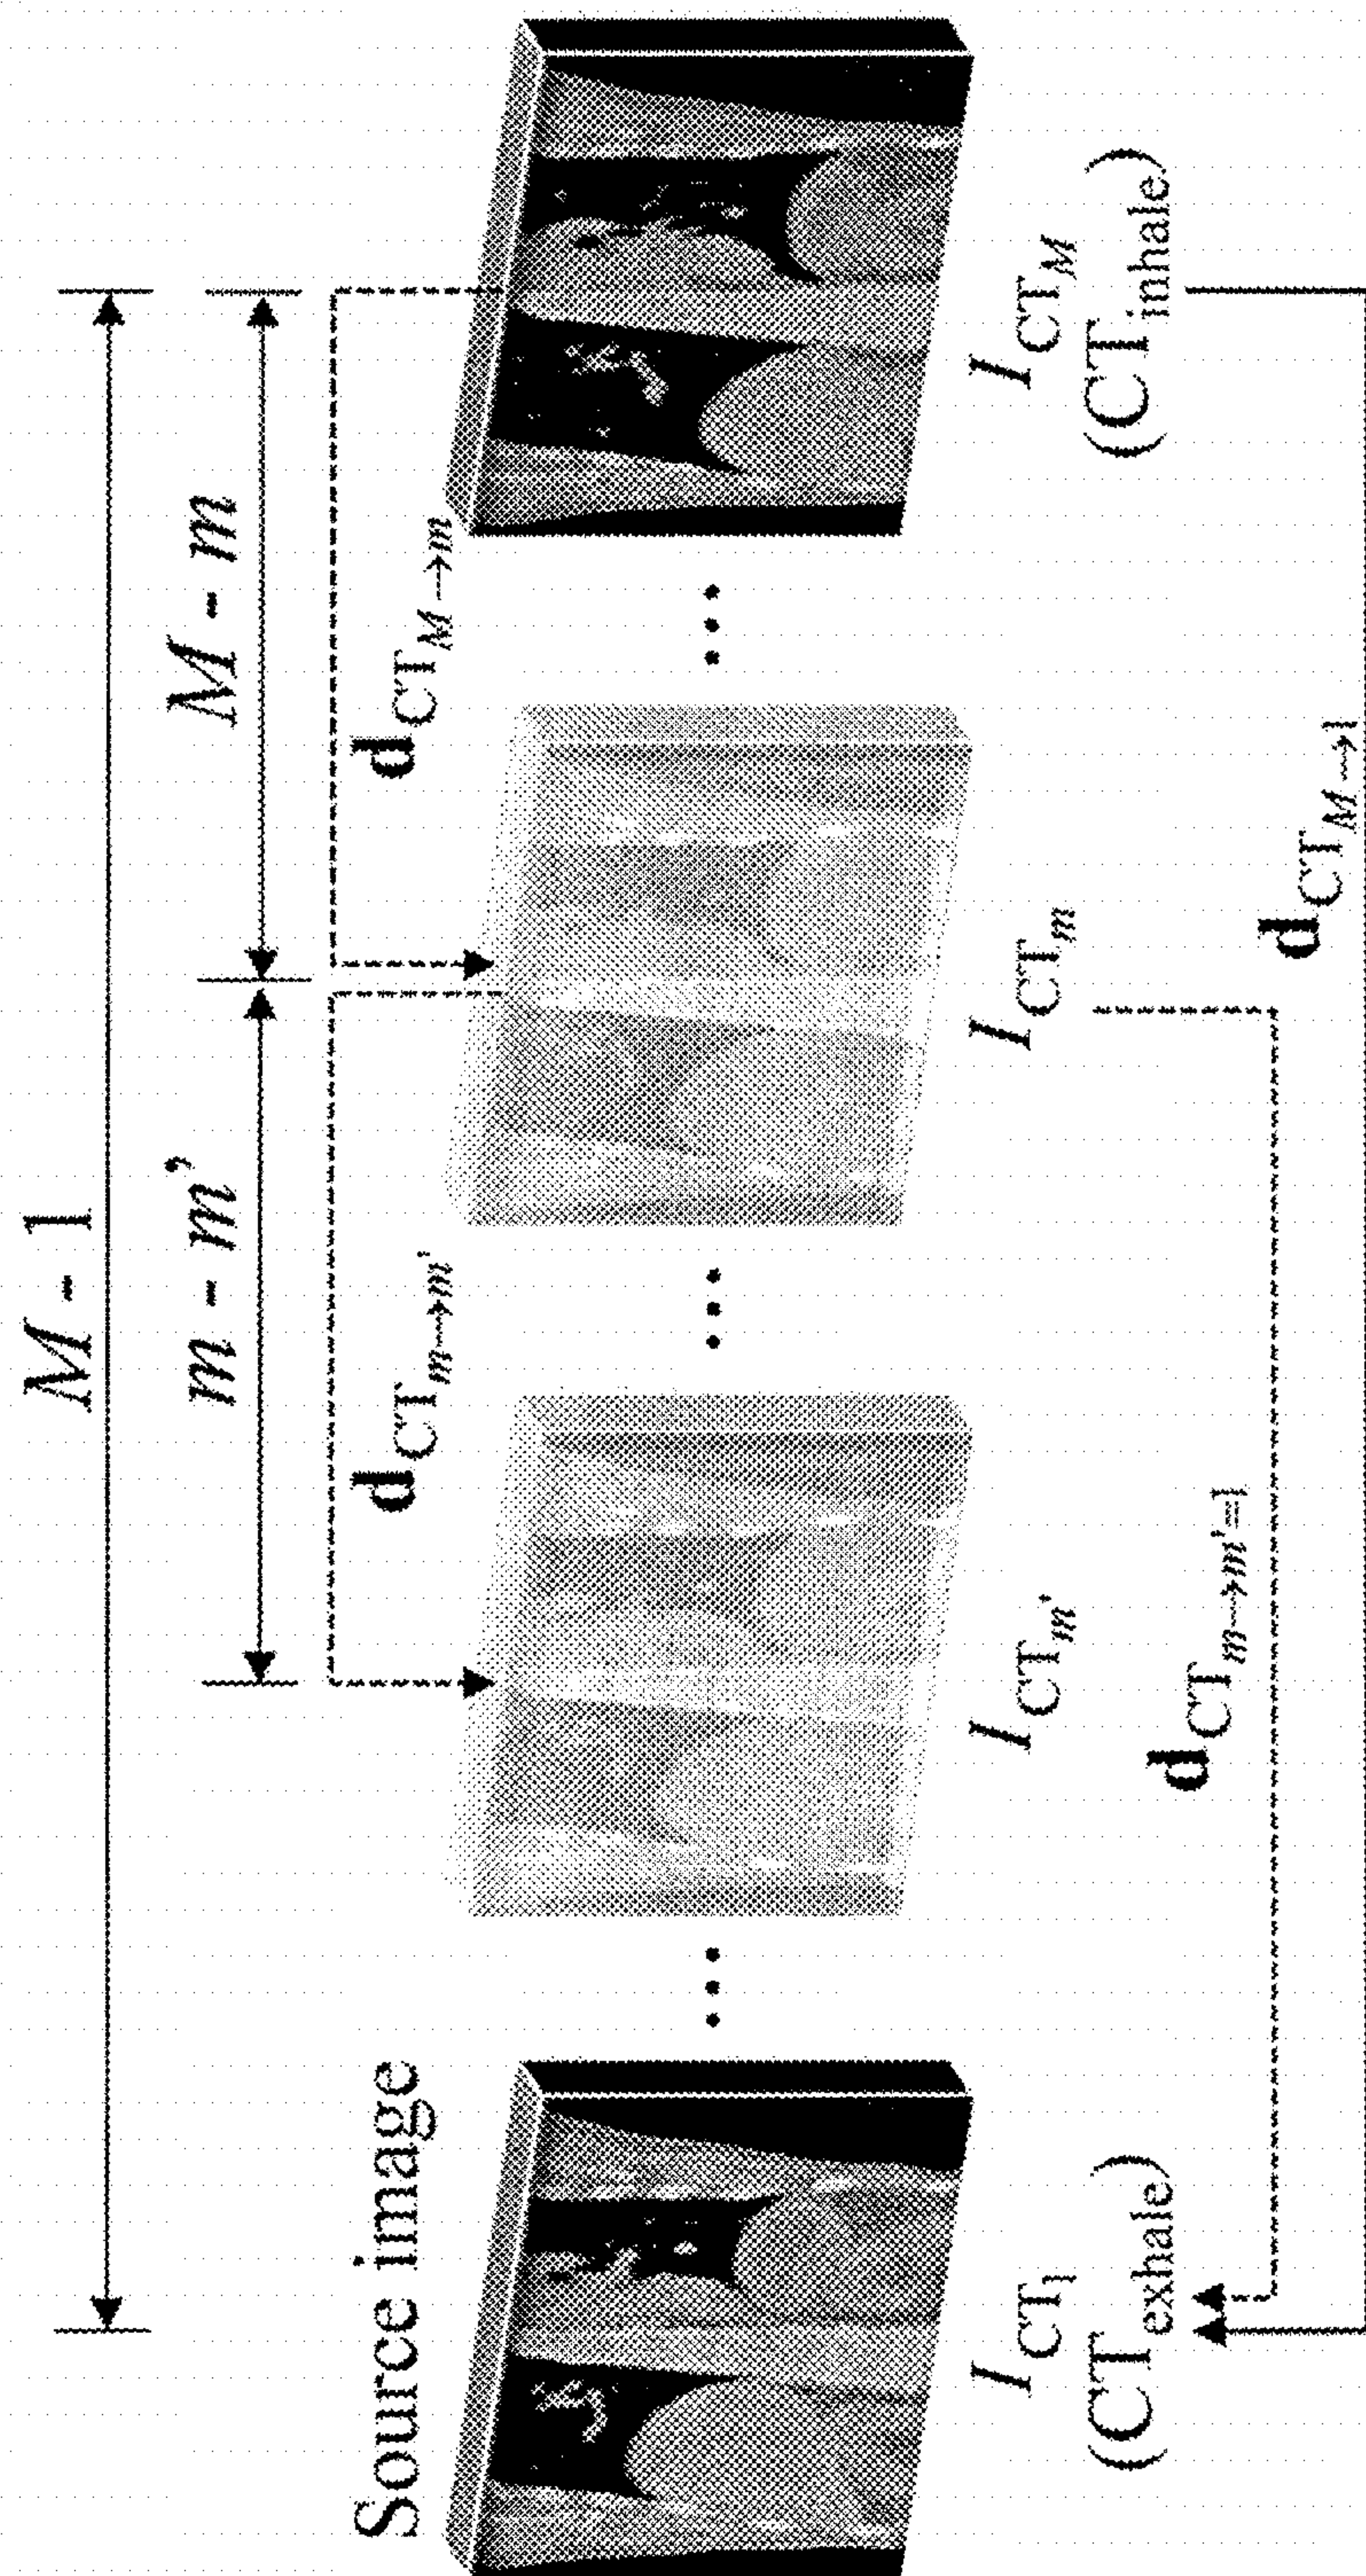 M - 1
m - m’ M - m
Source image d_CT_m→m' d_CT_M→m
... ... ...
I_CT_1 I_CT_m' I_CT_m I_CT_M
(CT_exhale) (CT_inhale)
d_CT_m→m'=1
d_CT_M→1